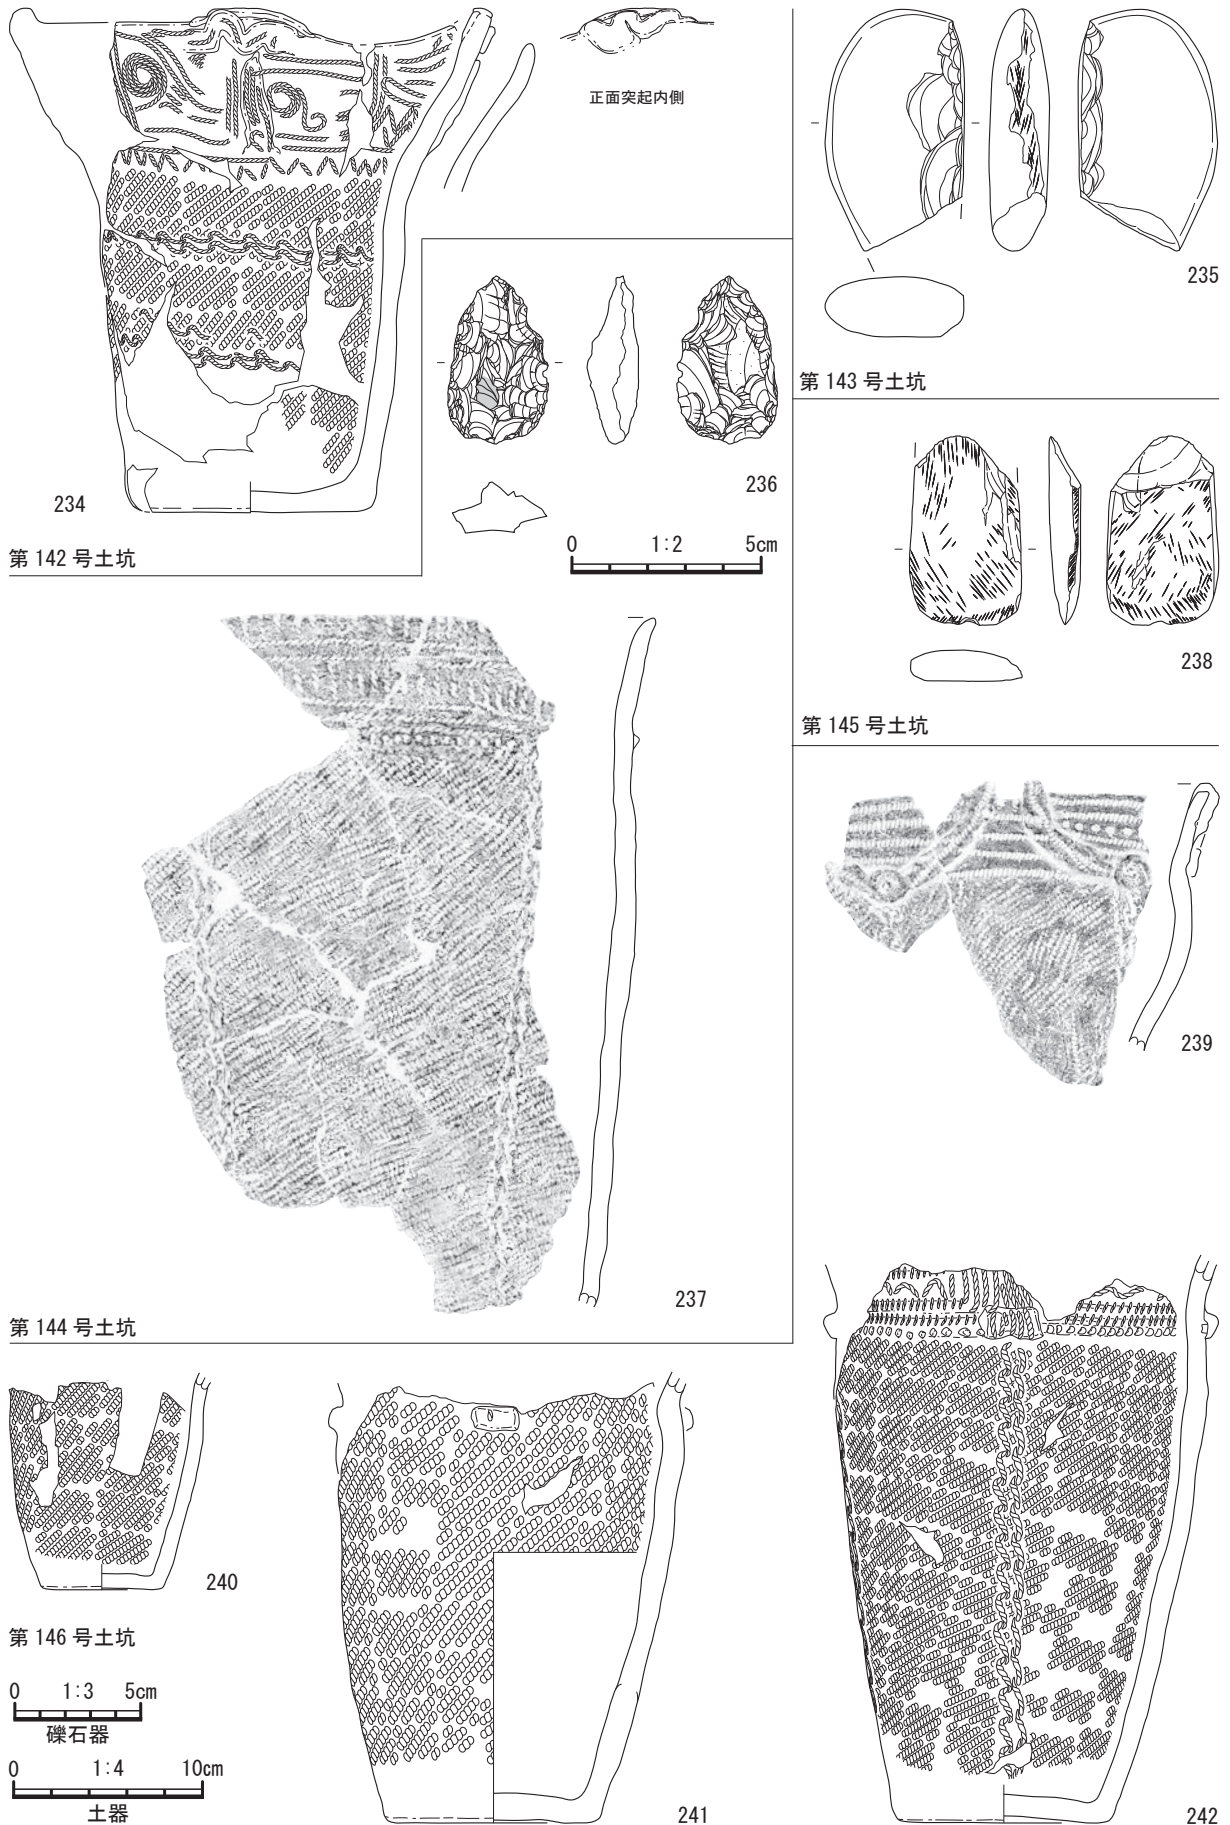 正面突起内側
235
第 143 号土坑
234
第 142 号土坑
236
0 1:2 5cm
238
第 145 号土坑
237
第 144 号土坑
239
240
第 146 号土坑
0 1:3 5cm
礫石器
0 1:4 10cm
土器
241
242